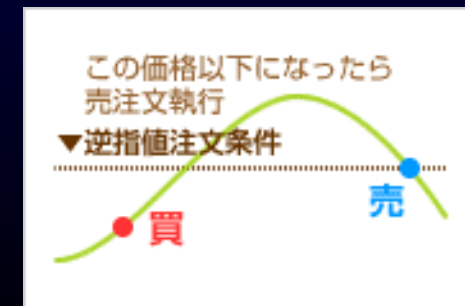 この価格以下になったら
売注文執行
▼逆指値注文条件
買
売